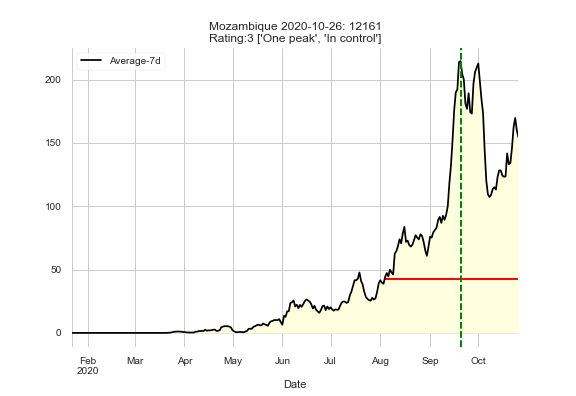 Mozambique 2020-10-26: 12161
Rating:3 ['One peak', 'In control']
Average-7d
200
150
100
50
0
Feb Mar Apr May Jun Jul Aug Sep Oct
2020
Date